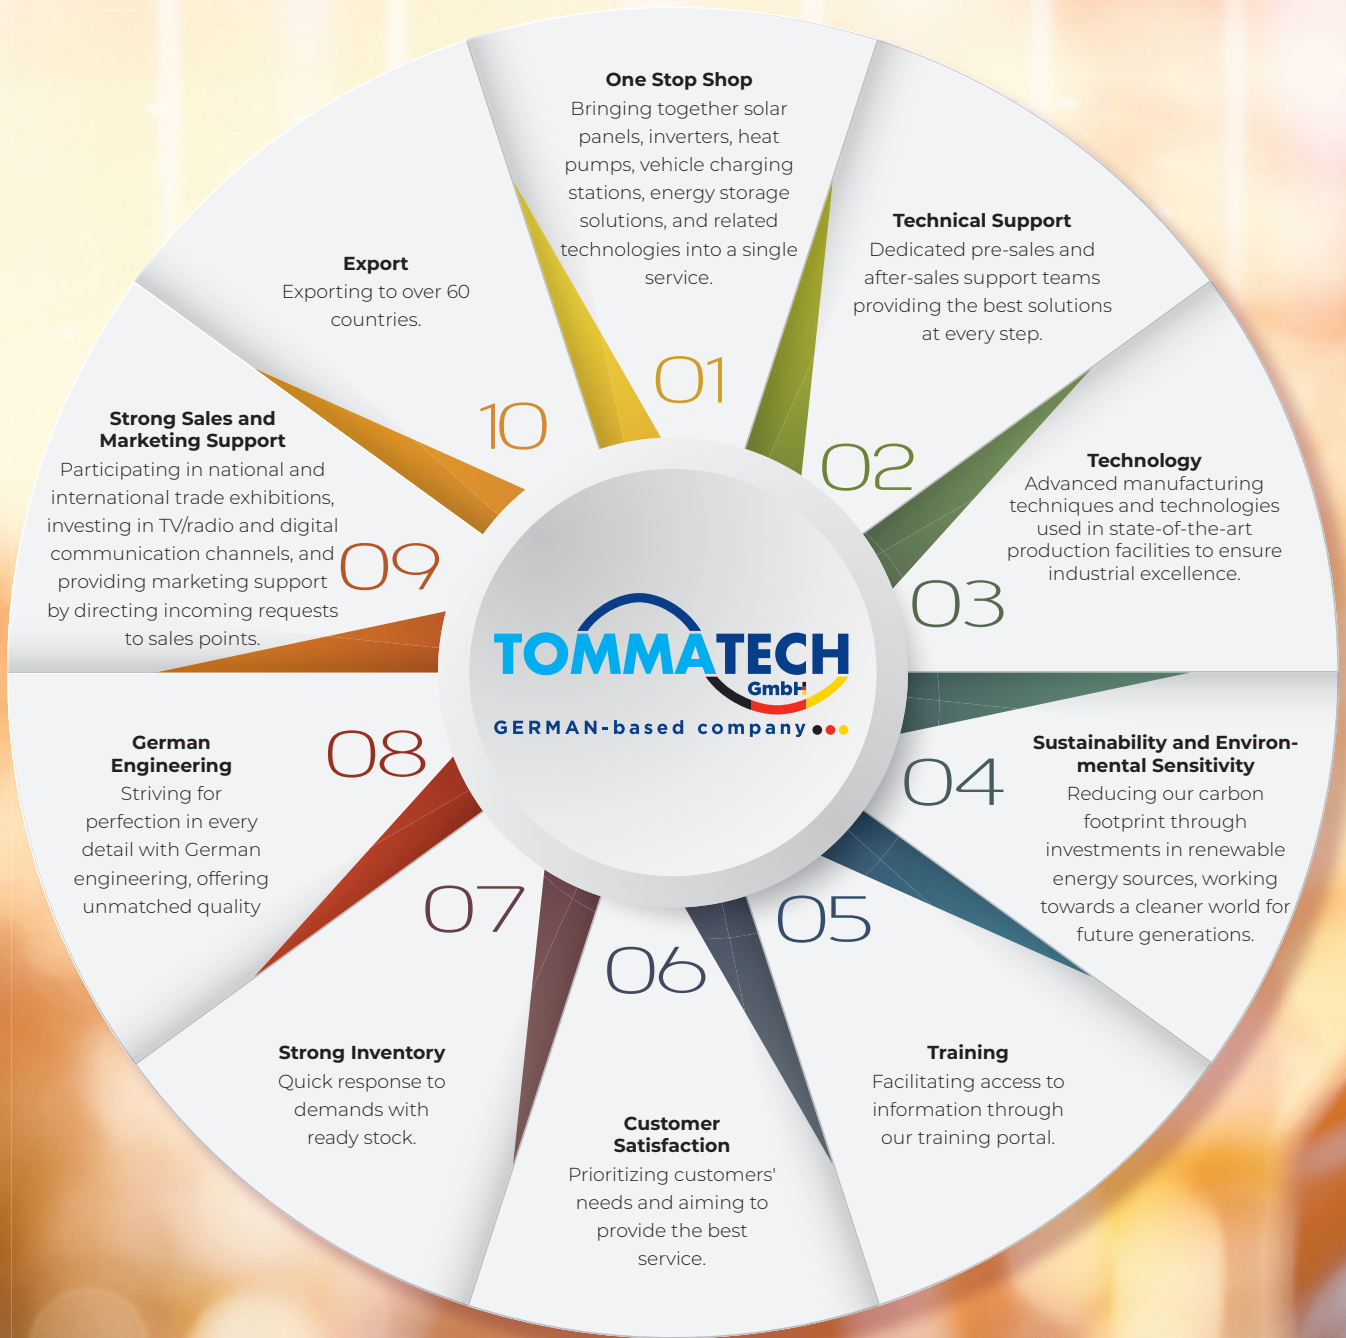 One Stop Shop
Bringing together solar
panels, inverters, heat
pumps, vehicle charging
stations, energy storage
solutions, and related
technologies into a single
service.
01
Technical Support
Dedicated pre-sales and
after-sales support teams
providing the best solutions
at every step.
02
Technology
Advanced manufacturing
techniques and technologies
used in state-of-the-art
production facilities to ensure
industrial excellence.
03
Sustainability and Environ-
mental Sensitivity
Reducing our carbon
footprint through
investments in renewable
energy sources, working
towards a cleaner world for
future generations.
04
Training
Facilitating access to
information through
our training portal.
05
Customer
Satisfaction
Prioritizing customers'
needs and aiming to
provide the best
service.
06
Strong Inventory
Quick response to
demands with
ready stock.
07
German
Engineering
Striving for
perfection in every
detail with German
engineering, offering
unmatched quality
08
Strong Sales and
Marketing Support
Participating in national and
international trade exhibitions,
investing in TV/radio and digital
communication channels, and
providing marketing support
by directing incoming requests
to sales points.
09
Export
Exporting to over 60
countries.
10
TOMMATECH
GmbH
GERMAN-based company